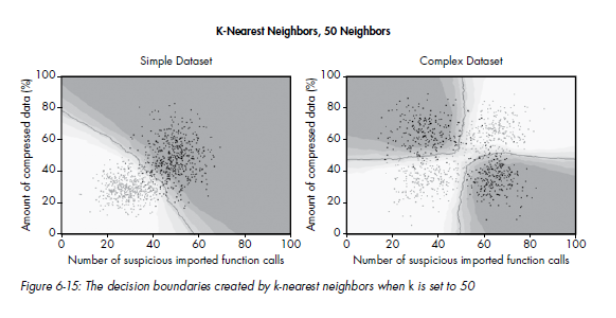 K-Nearest Neighbors, 50 Neighbors
Simple Dataset
Complex Dataset
Amount of compressed data (%)
100
80
60
40
20
0
0 20 40 60 80 100
Number of suspicious imported function calls
Amount of compressed data (%)
100
80
60
40
20
0
0 20 40 60 80 100
Number of suspicious imported function calls
Figure 6-15: The decision boundaries created by k-nearest neighbors when k is set to 50